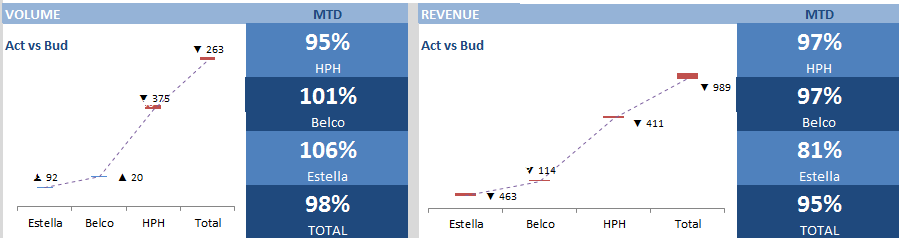 VOLUME
MTD
Act vs Bud
▼ 263
▼ 375
▲ 92
▲ 20
Estella
Belco
HPH
Total
95%
HPH
101%
Belco
106%
Estella
98%
TOTAL
REVENUE
MTD
Act vs Bud
▼ 989
▼ 411
▼ 114
▼ 463
Estella
Belco
HPH
Total
97%
HPH
97%
Belco
81%
Estella
95%
TOTAL